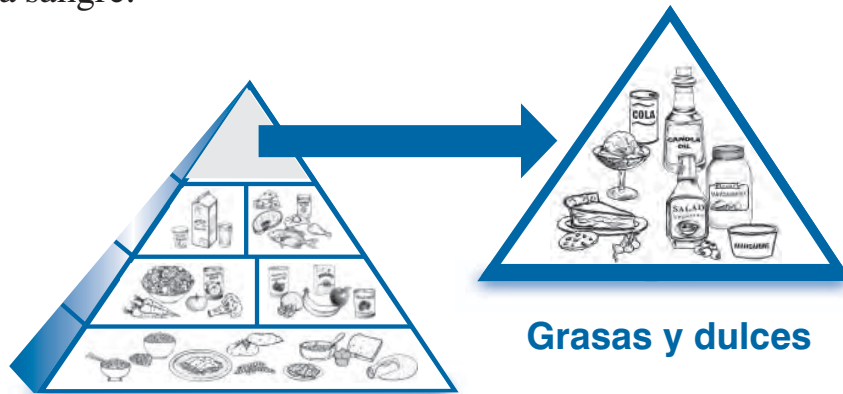 a sangre.
COLA
CANOLA
OIL
SALAD
MARGARINE
Grasas y dulces